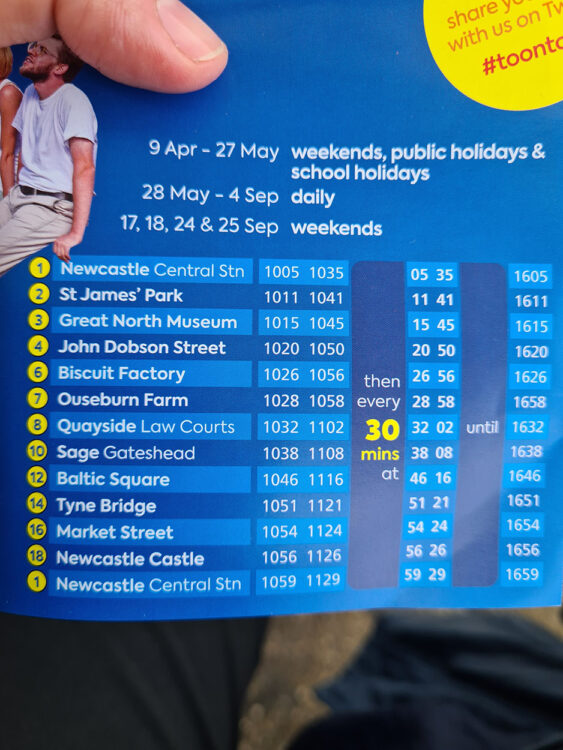 share yo
with us on Tw
#toonto
9 Apr - 27 May weekends, public holidays &
school holidays
28 May - 4 Sep daily
17, 18, 24 & 25 Sep weekends
1 Newcastle Central Stn 1005 1035 05 35 1605
2 St James' Park 1011 1041 11 41 1611
3 Great North Museum 1015 1045 15 45 1615
4 John Dobson Street 1020 1050 20 50 1620
6 Biscuit Factory 1026 1056 then 26 56 1626
7 Ouseburn Farm 1028 1058 every 28 58 1658
8 Quayside Law Courts 1032 1102 30 32 02 until 1632
10 Sage Gateshead 1038 1108 mins 38 08 1638
12 Baltic Square 1046 1116 at 46 16 1646
14 Tyne Bridge 1051 1121 51 21 1651
16 Market Street 1054 1124 54 24 1654
18 Newcastle Castle 1056 1126 56 26 1656
1 Newcastle Central Stn 1059 1129 59 29 1659